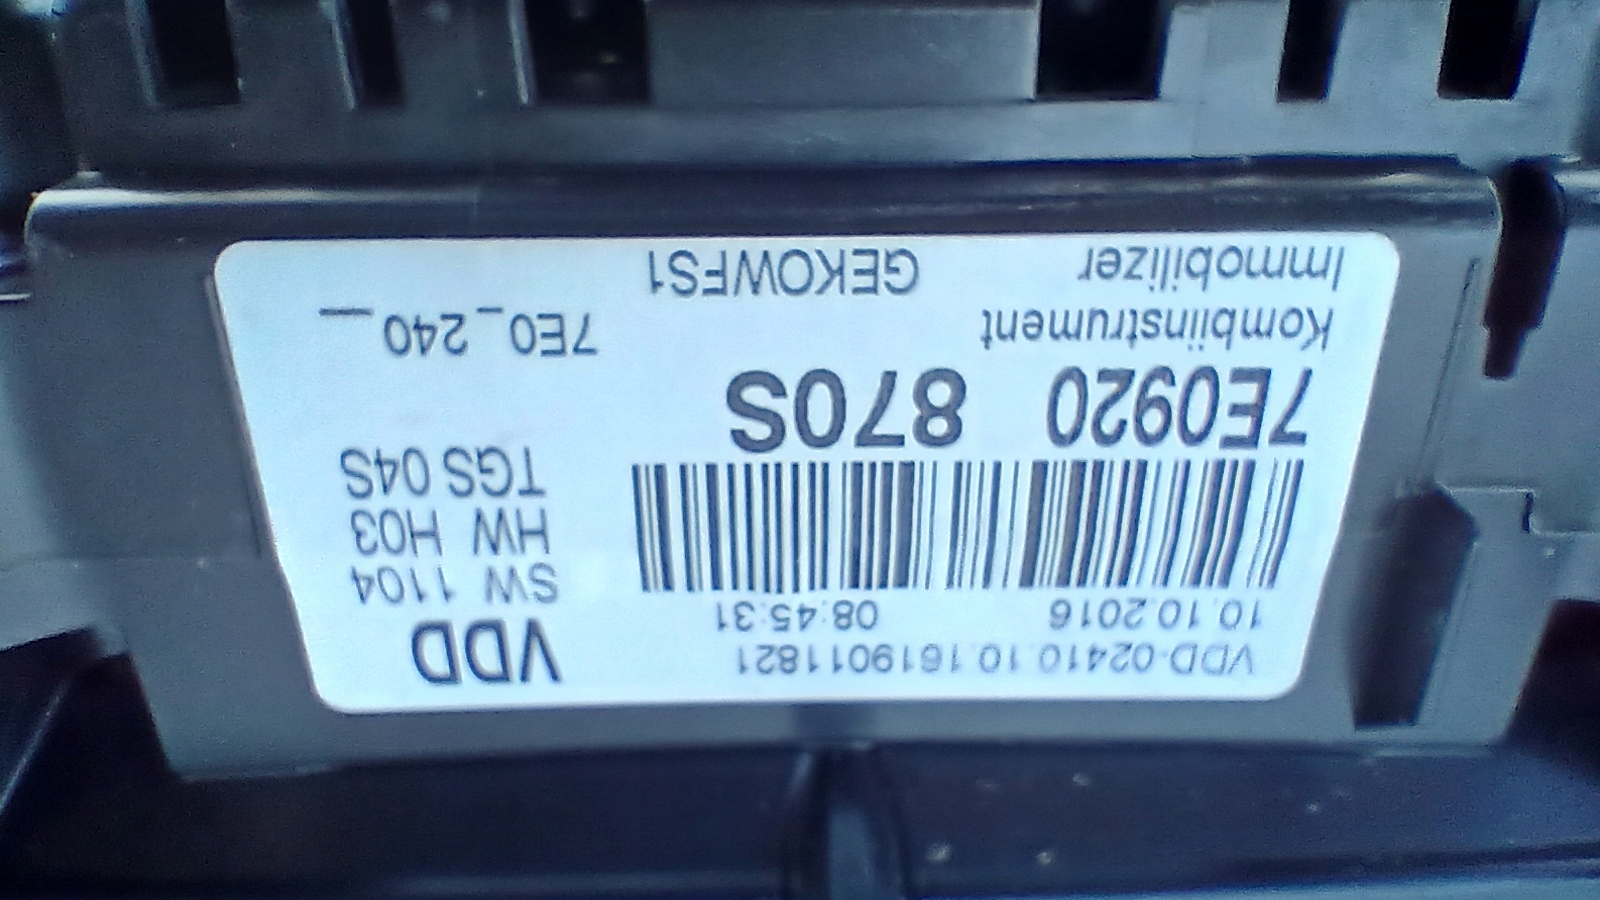 VDD-02410.10.1619011821 VDD
10.10.2016 08:45:31 SW 1104
HW H03
TGS 04S
7E0920 870S
Kombiinstrument 7E0_240__
Immobilizer GEKOWFS1